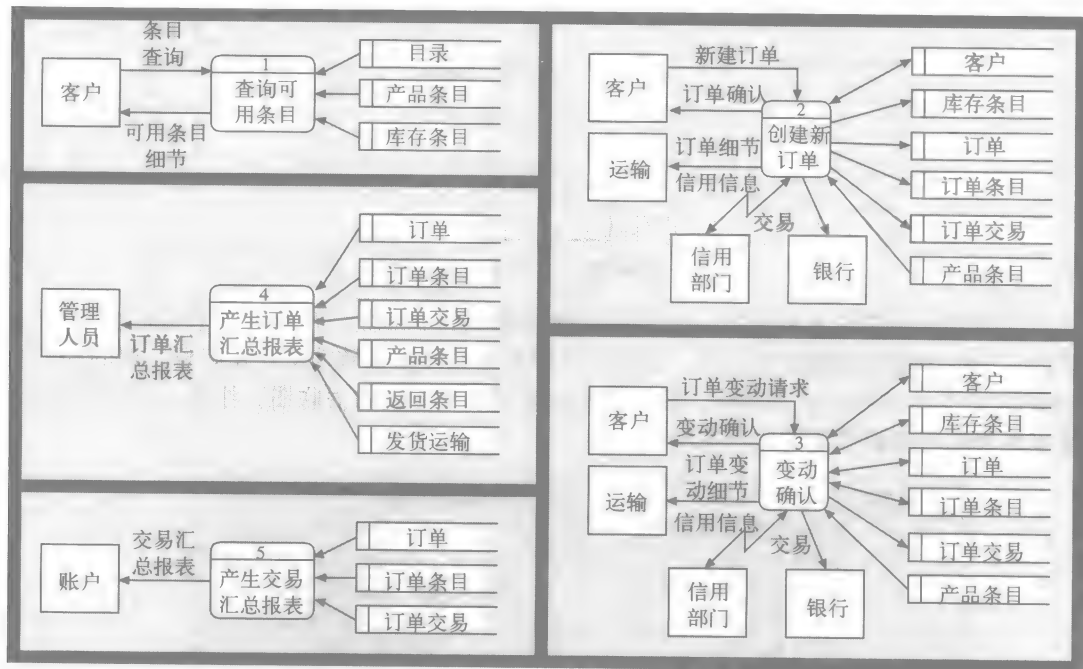 条目
查询
客户
1
查询可
用条目
可用条目
细节
目录
产品条目
库存条目
新建订单
客户
订单确认
2
创建新
订单
运输
订单细节
信用信息
交易
信用
部门
银行
客户
库存条目
订单
订单条目
订单交易
产品条目
管理
人员
订单汇
总报表
4
产生订单
汇总报表
订单
订单条目
订单交易
产品条目
返回条目
发货运输
订单变动请求
客户
变动确认
3
变动
确认
运输
订单变
动细节
信用信息
交易
信用
部门
银行
客户
库存条目
订单
订单条目
订单交易
产品条目
账户
交易汇
总报表
5
产生交易
汇总报表
订单
订单条目
订单交易